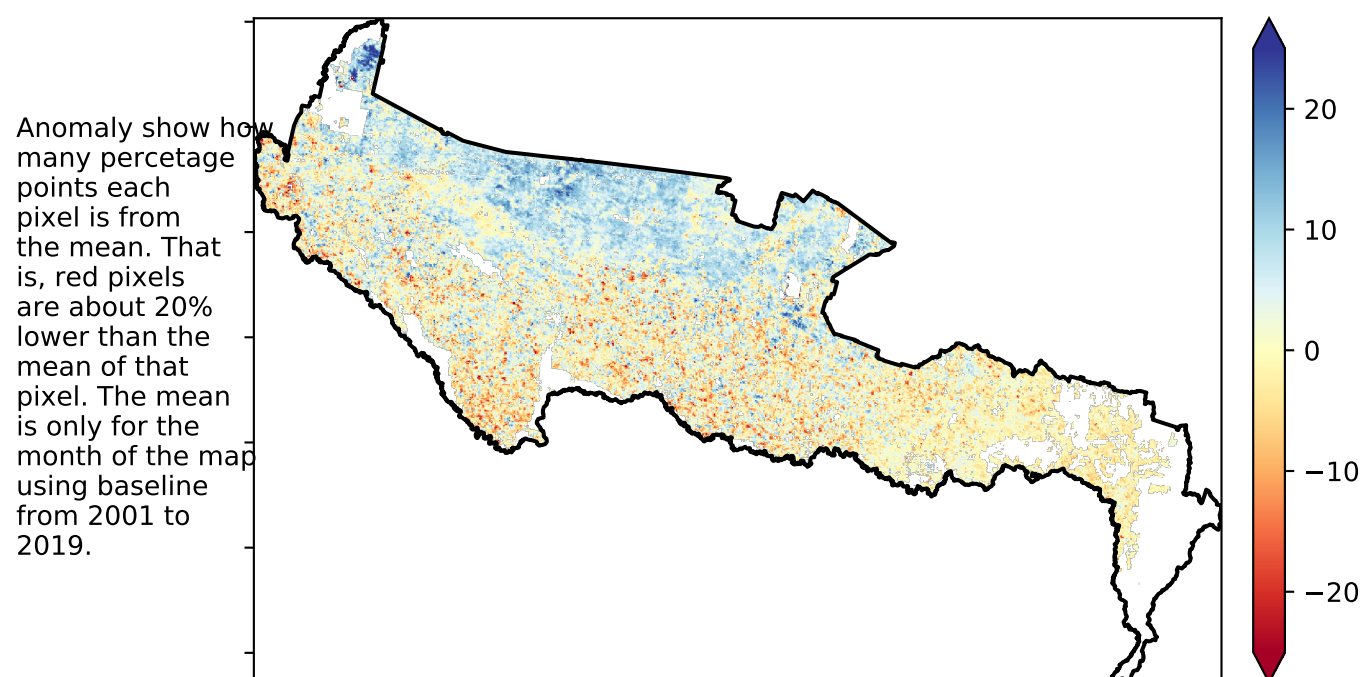 Anomaly show how
many percetage
points each
pixel is from
the mean. That
is, red pixels
are about 20%
lower than the
mean of that
pixel. The mean
is only for the
month of the map
using baseline
from 2001 to
2019.
20
10
0
−10
−20